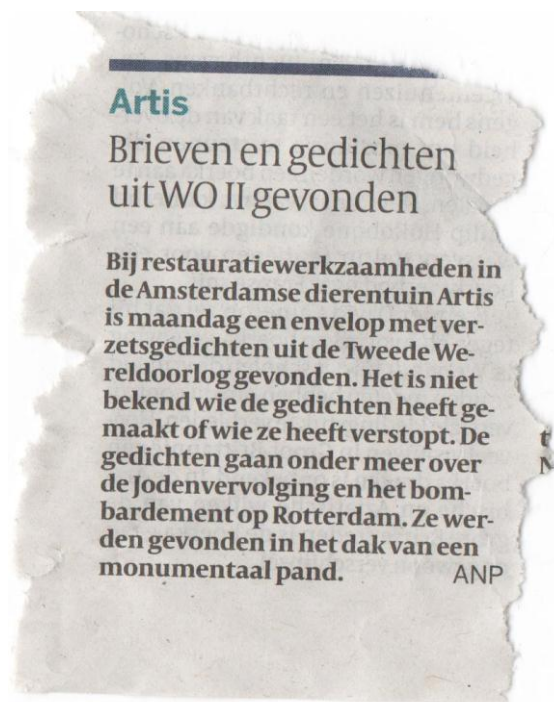 Artis
Brieven en gedichten
uit WO II gevonden
Bij restauratiewerkzaamheden in
de Amsterdamse dierentuin Artis
is maandag een envelop met ver-
zetsgedichten uit de Tweede We-
reldoorlog gevonden. Het is niet
bekend wie de gedichten heeft ge-
maakt of wie ze heeft verstopt. De
gedichten gaan onder meer over
de Jodenvervolging en het bom-
bardement op Rotterdam. Ze wer-
den gevonden in het dak van een
monumentaal pand. ANP